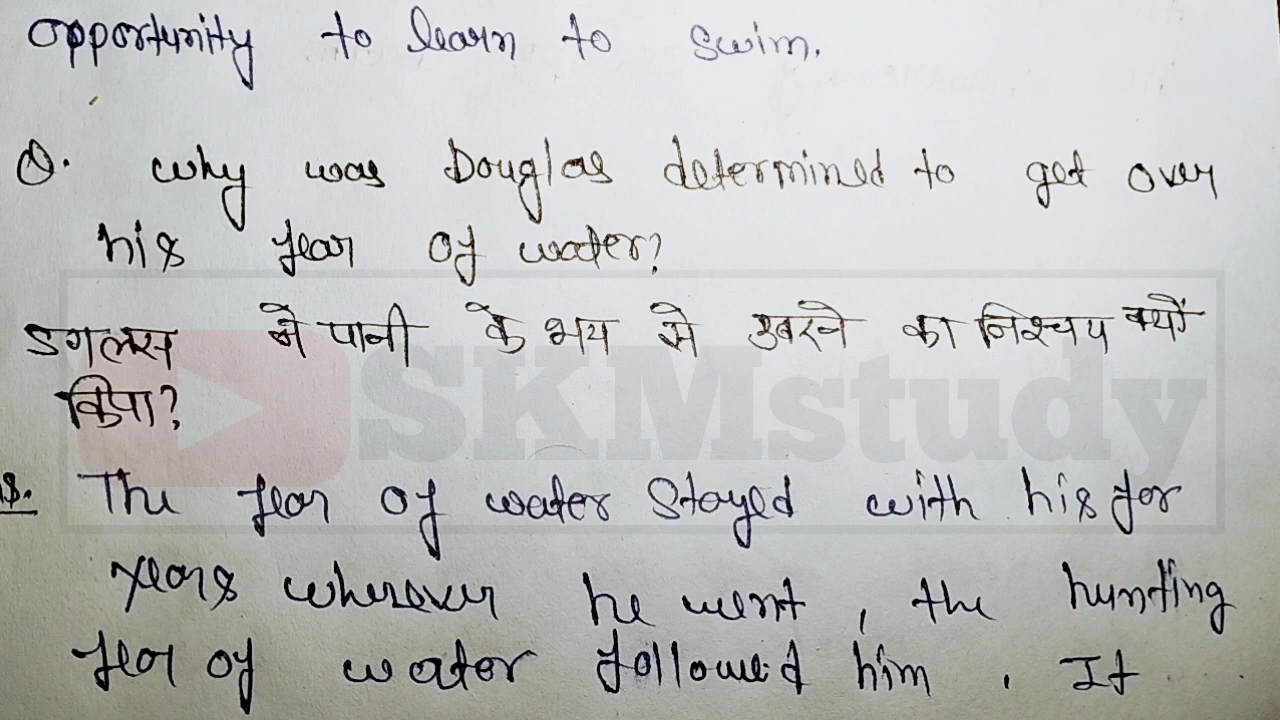 opportunity to learn to swim.
Q. Why was Douglas determined to get over
his fear of water?
डगलस ने पानी के भय से उबरने का निश्चय क्यों
किया?
SKMstudy
The fear of water stayed with his for
years wherever he went, the hunting
fear of water followed him. It